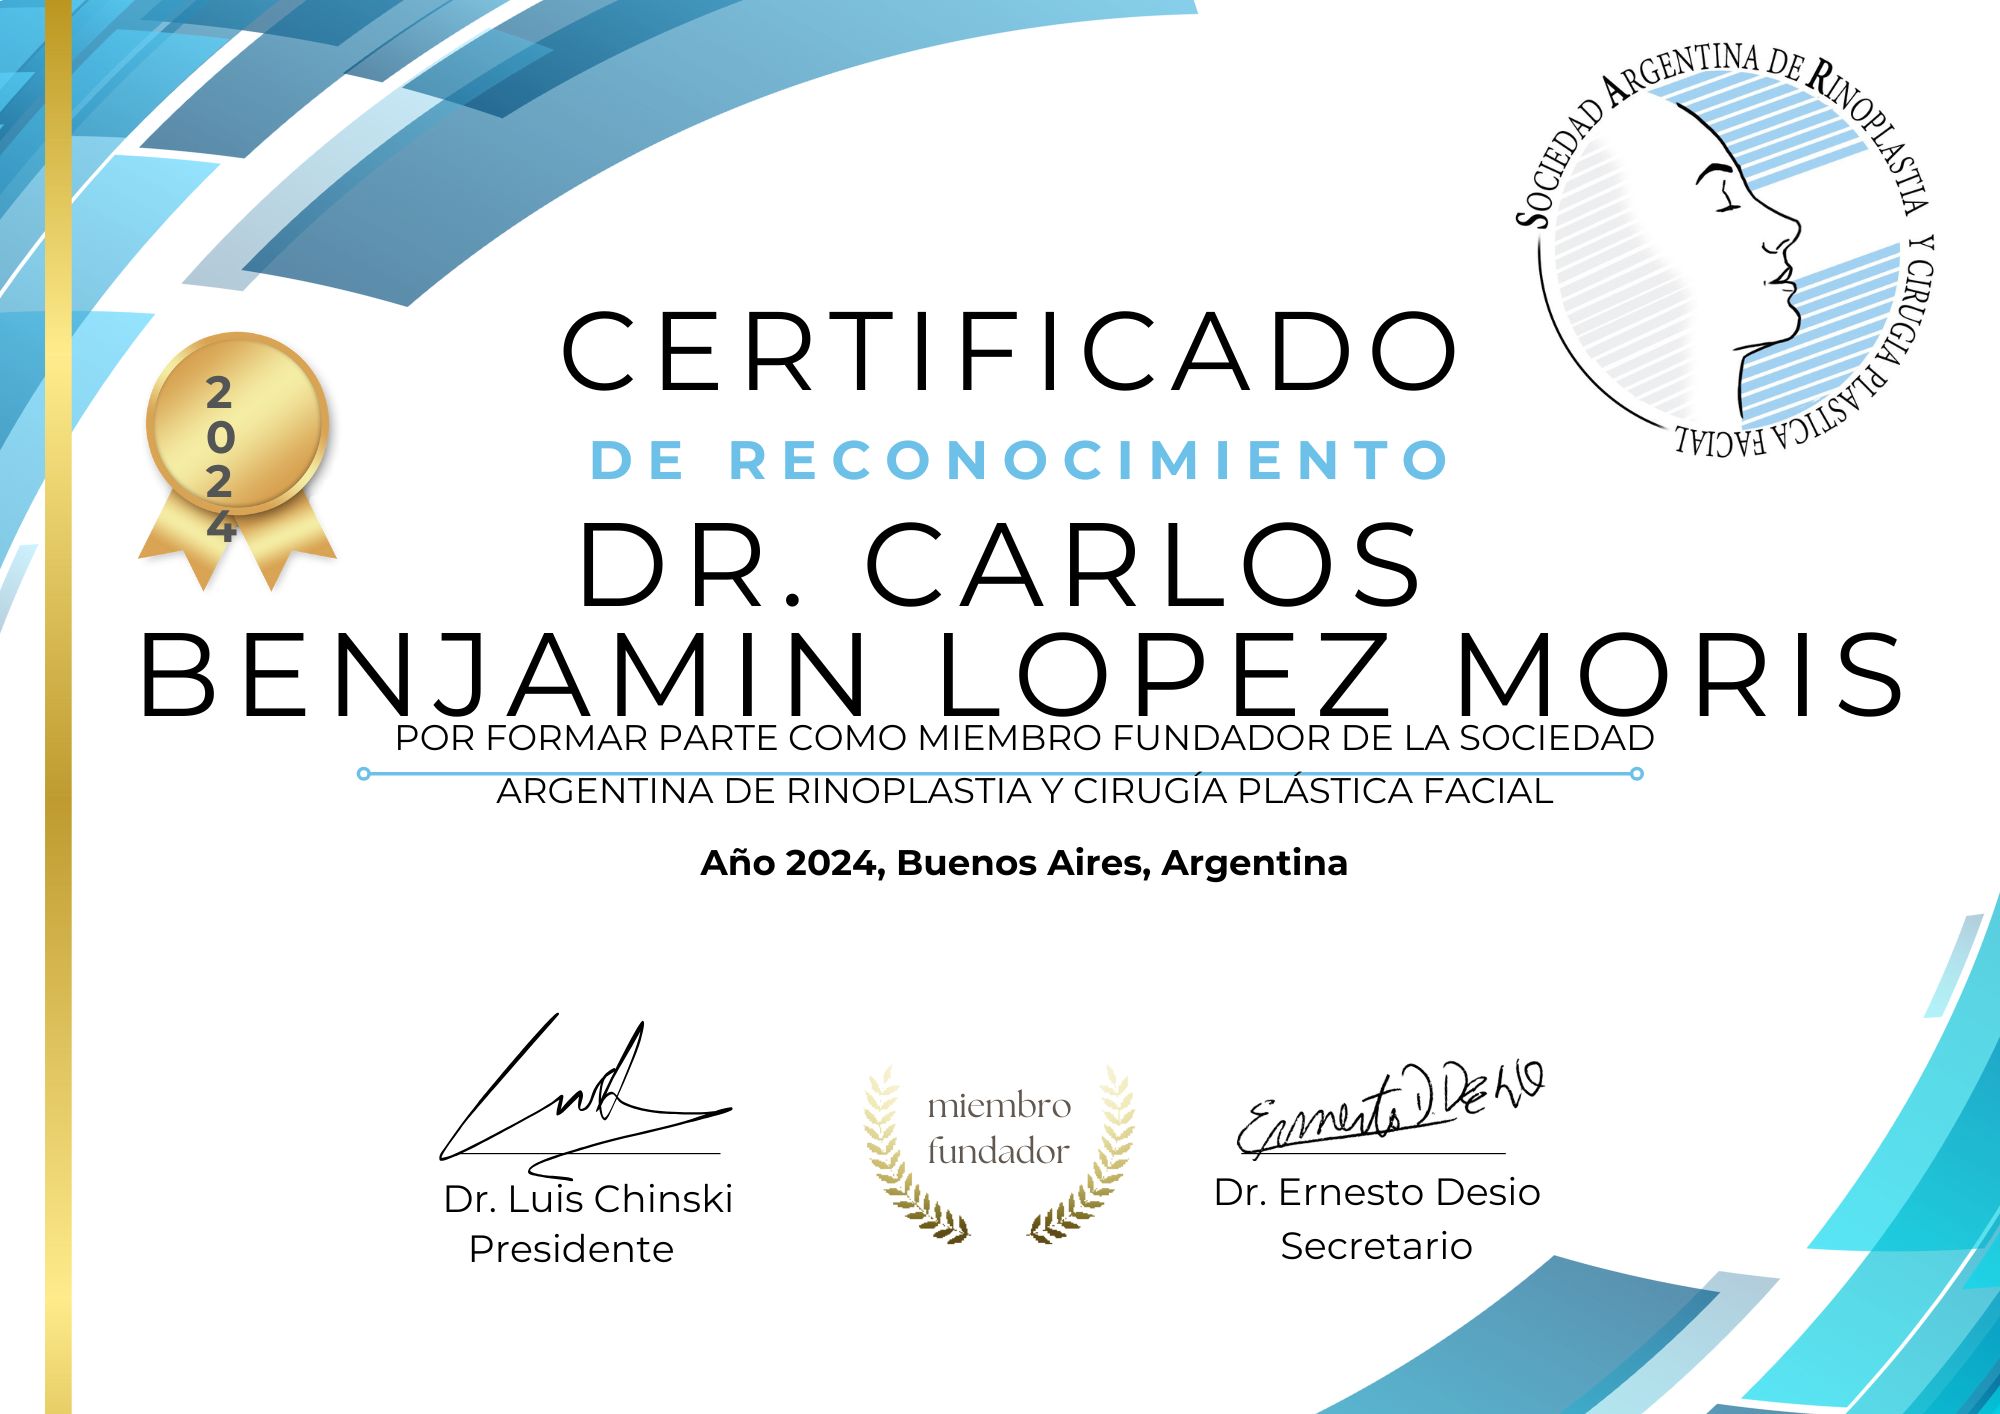 SOCIEDAD ARGENTINA DE RINOPLASTIA Y CIRUGIA PLASTICA FACIAL
CERTIFICADO
DE RECONOCIMIENTO
2
0
2
4
DR. CARLOS
BENJAMIN LOPEZ MORIS
POR FORMAR PARTE COMO MIEMBRO FUNDADOR DE LA SOCIEDAD
ARGENTINA DE RINOPLASTIA Y CIRUGÍA PLÁSTICA FACIAL
Año 2024, Buenos Aires, Argentina
miembro
fundador
Dr. Luis Chinski
Presidente
Ernesto D. Desio
Dr. Ernesto Desio
Secretario